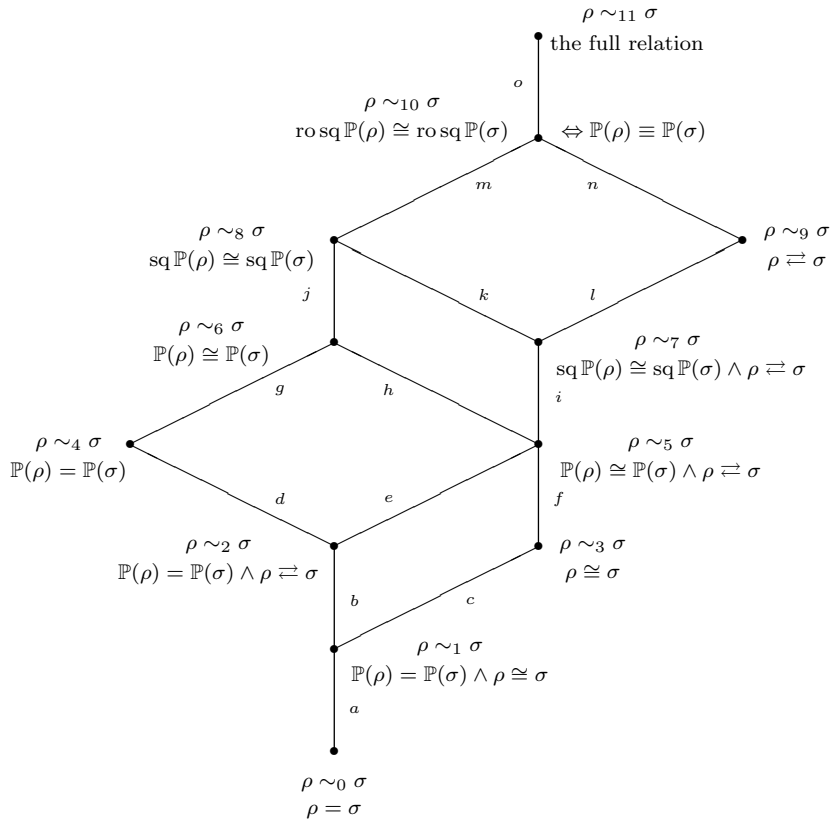 ρ ∼₁₁ σ
the full relation
o
ρ ∼₁₀ σ
ro sq ℙ(ρ) ≅ ro sq ℙ(σ)
⇔ ℙ(ρ) ≡ ℙ(σ)
m
n
ρ ∼₈ σ
sq ℙ(ρ) ≅ sq ℙ(σ)
ρ ∼₉ σ
ρ ⇄ σ
j
k
l
ρ ∼₆ σ
ℙ(ρ) ≅ ℙ(σ)
ρ ∼₇ σ
sq ℙ(ρ) ≅ sq ℙ(σ) ∧ ρ ⇄ σ
g
h
i
ρ ∼₄ σ
ℙ(ρ) = ℙ(σ)
ρ ∼₅ σ
ℙ(ρ) ≅ ℙ(σ) ∧ ρ ⇄ σ
d
e
f
ρ ∼₂ σ
ℙ(ρ) = ℙ(σ) ∧ ρ ⇄ σ
ρ ∼₃ σ
ρ ≅ σ
b
c
ρ ∼₁ σ
ℙ(ρ) = ℙ(σ) ∧ ρ ≅ σ
a
ρ ∼₀ σ
ρ = σ